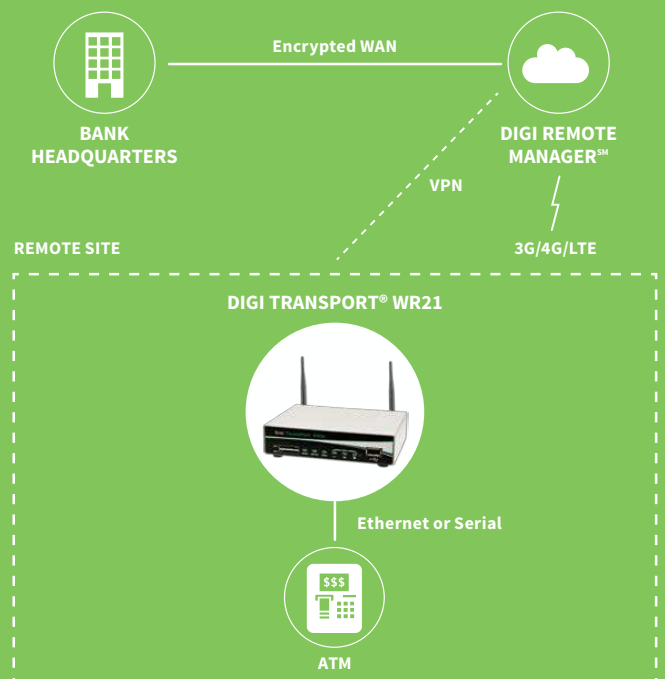 Encrypted WAN
BANK
HEADQUARTERS
DIGI REMOTE
MANAGER℠
VPN
REMOTE SITE
3G/4G/LTE
DIGI TRANSPORT® WR21
Ethernet or Serial
$$$
ATM